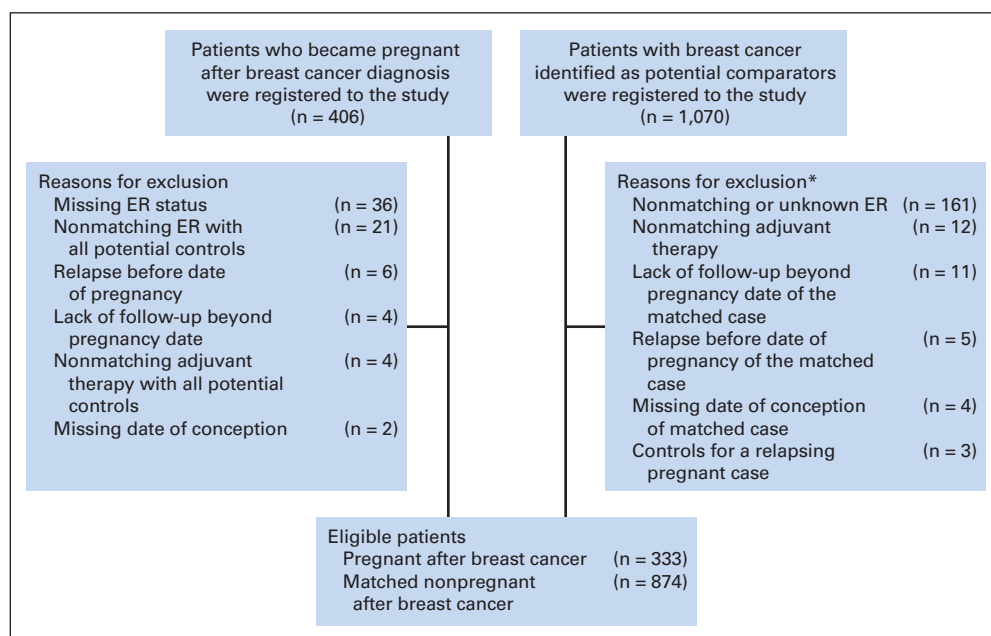 Patients who became pregnant
after breast cancer diagnosis
were registered to the study
(n = 406)
Patients with breast cancer
identified as potential comparators
were registered to the study
(n = 1,070)
Reasons for exclusion
Missing ER status (n = 36)
Nonmatching ER with (n = 21)
all potential controls
Relapse before date (n = 6)
of pregnancy
Lack of follow-up beyond (n = 4)
pregnancy date
Nonmatching adjuvant (n = 4)
therapy with all potential
controls
Missing date of conception (n = 2)
Reasons for exclusion*
Nonmatching or unknown ER (n = 161)
Nonmatching adjuvant (n = 12)
therapy
Lack of follow-up beyond (n = 11)
pregnancy date of the
matched case
Relapse before date of (n = 5)
pregnancy of the matched
case
Missing date of conception (n = 4)
of matched case
Controls for a relapsing (n = 3)
pregnant case
Eligible patients
Pregnant after breast cancer (n = 333)
Matched nonpregnant (n = 874)
after breast cancer